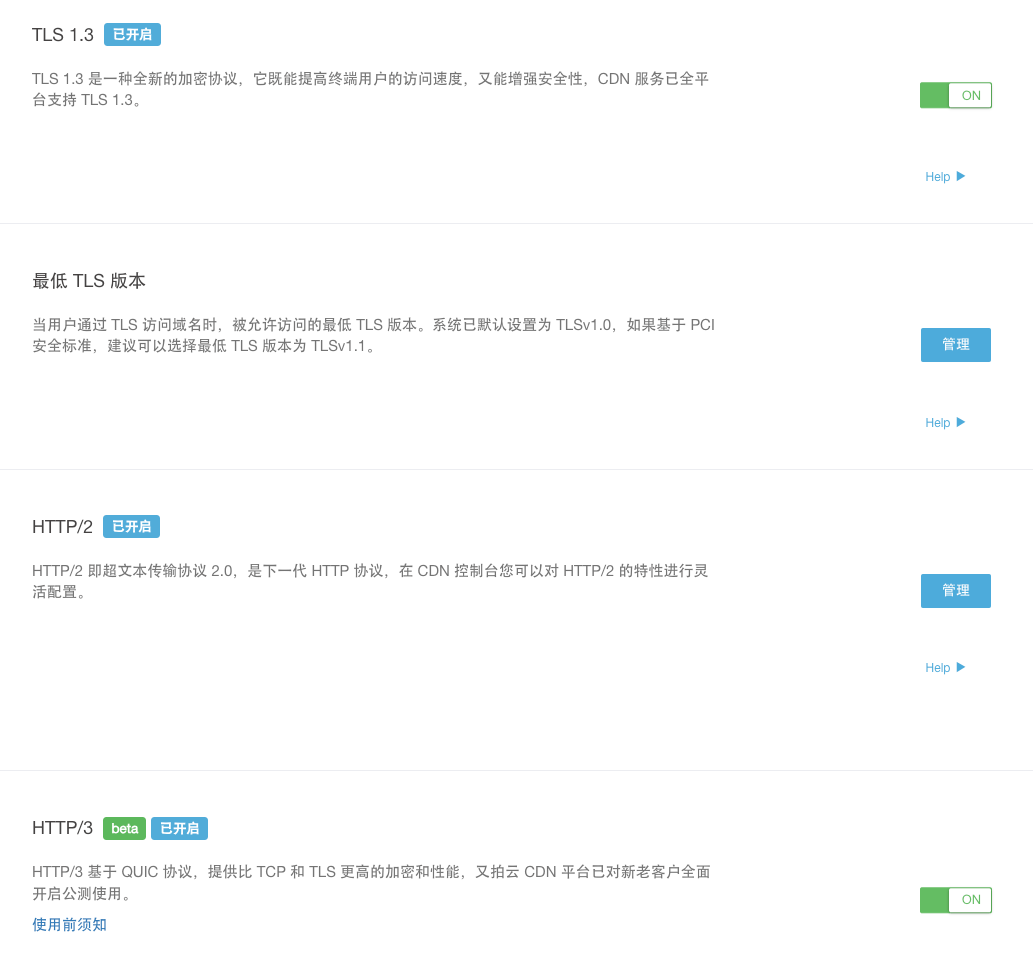 TLS 1.3 已开启
TLS 1.3 是一种全新的加密协议，它既能提高终端用户的访问速度，又能增强安全性，CDN 服务已全平
台支持 TLS 1.3。
ON
Help
最低 TLS 版本
当用户通过 TLS 访问域名时，被允许访问的最低 TLS 版本。系统已默认设置为 TLSv1.0，如果基于 PCI
安全标准，建议可以选择最低 TLS 版本为 TLSv1.1。
管理
Help
HTTP/2 已开启
HTTP/2 即超文本传输协议 2.0，是下一代 HTTP 协议，在 CDN 控制台您可以对 HTTP/2 的特性进行灵
活配置。
管理
Help
HTTP/3 beta 已开启
HTTP/3 基于 QUIC 协议，提供比 TCP 和 TLS 更高的加密和性能，又拍云 CDN 平台已对新老客户全面
开启公测使用。
ON
使用前须知